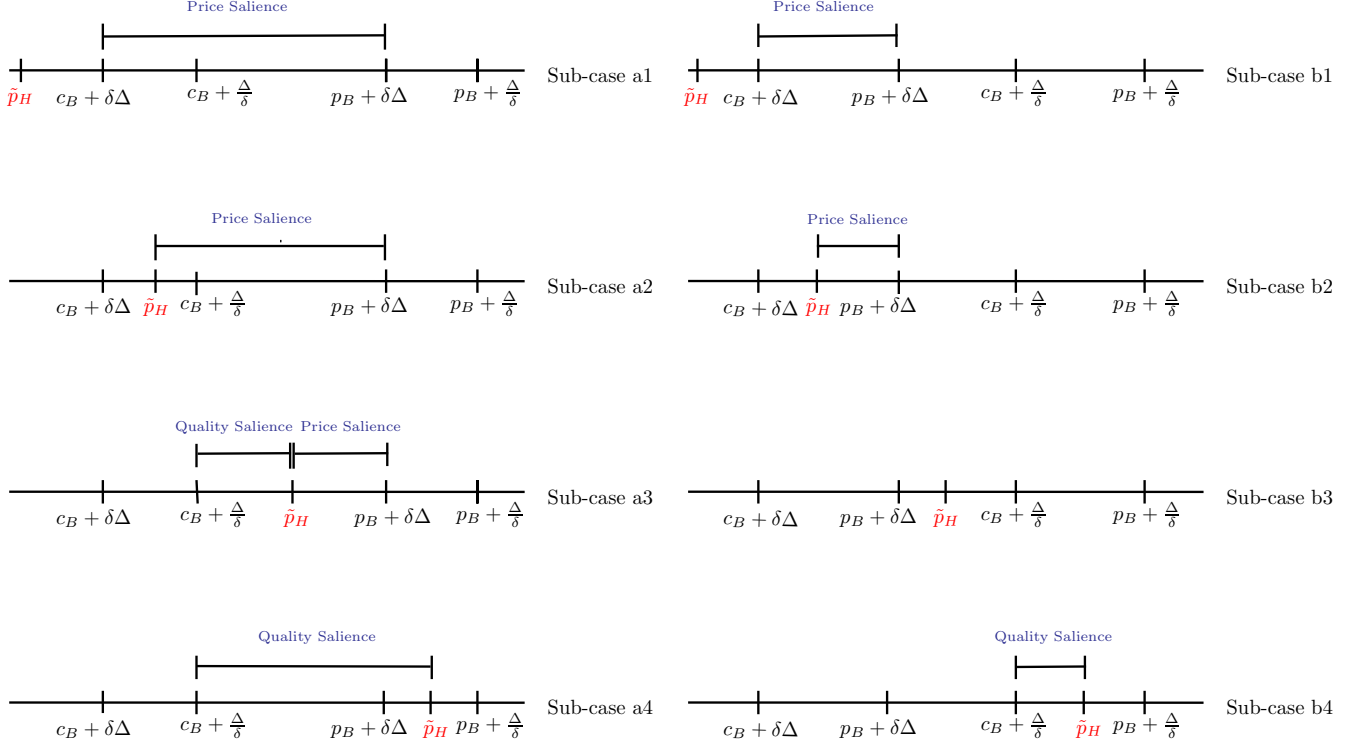 Price Salience
p̃_H c_B + δΔ c_B + Δ/δ p_B + δΔ p_B + Δ/δ Sub-case a1
Price Salience
p̃_H c_B + δΔ p_B + δΔ c_B + Δ/δ p_B + Δ/δ Sub-case b1
Price Salience
c_B + δΔ p̃_H c_B + Δ/δ p_B + δΔ p_B + Δ/δ Sub-case a2
Price Salience
c_B + δΔ p̃_H p_B + δΔ c_B + Δ/δ p_B + Δ/δ Sub-case b2
Quality Salience Price Salience
c_B + δΔ c_B + Δ/δ p̃_H p_B + δΔ p_B + Δ/δ Sub-case a3
c_B + δΔ p_B + δΔ p̃_H c_B + Δ/δ p_B + Δ/δ Sub-case b3
Quality Salience
c_B + δΔ c_B + Δ/δ p_B + δΔ p̃_H p_B + Δ/δ Sub-case a4
Quality Salience
c_B + δΔ p_B + δΔ c_B + Δ/δ p̃_H p_B + Δ/δ Sub-case b4